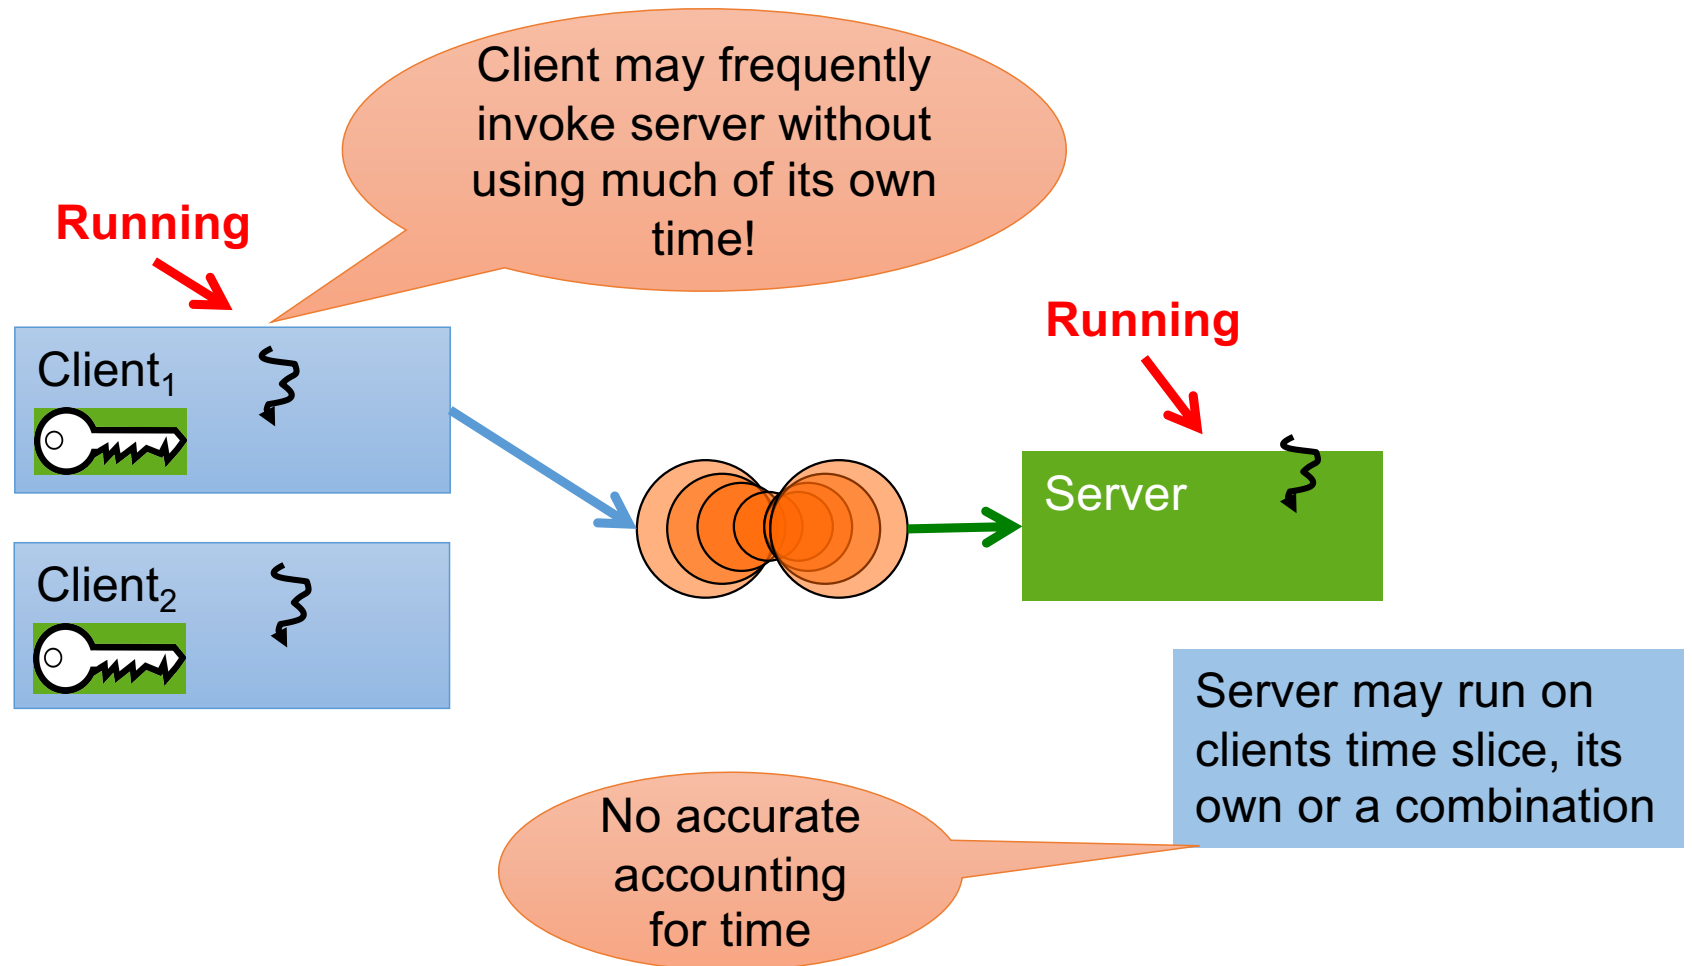 Client may frequently
invoke server without
using much of its own
time!
Running
Running
Client₁
Server
Client₂
Server may run on
clients time slice, its
own or a combination
No accurate
accounting
for time